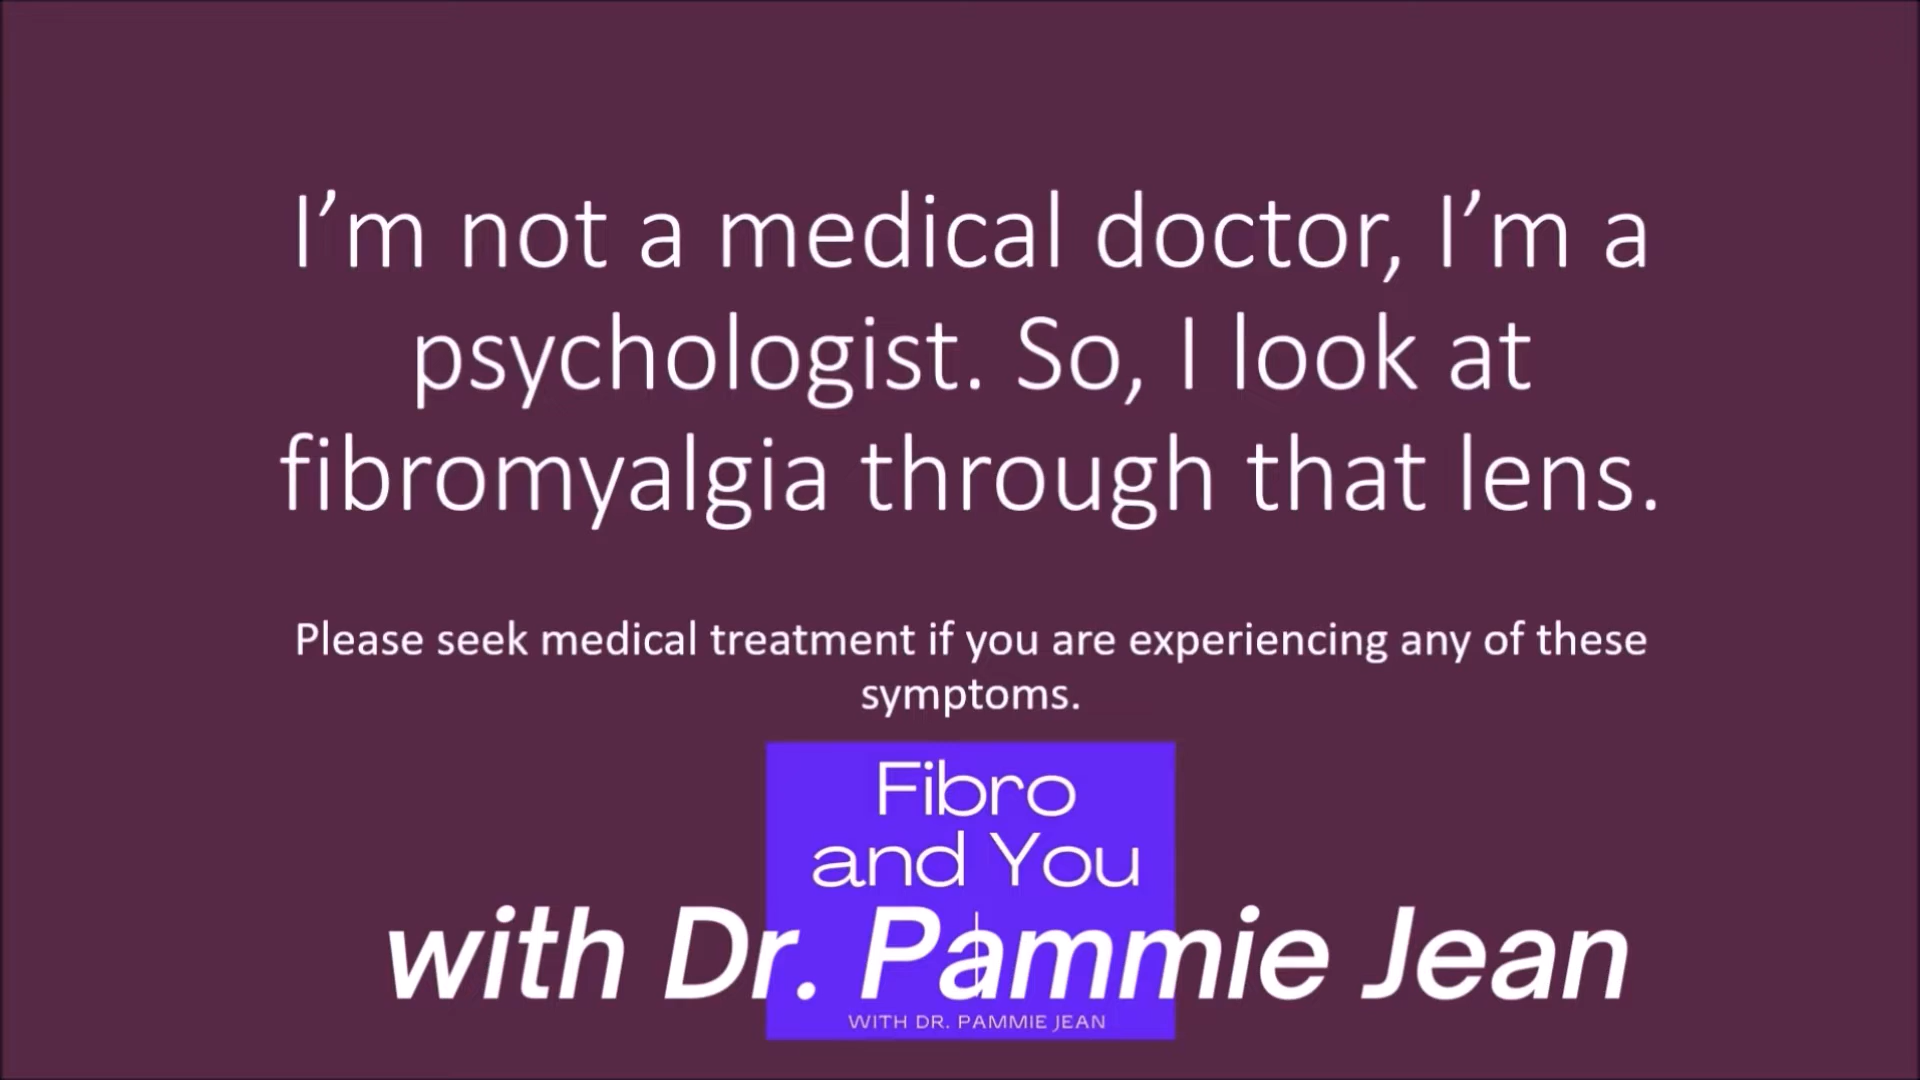 I’m not a medical doctor, I’m a
psychologist. So, I look at
fibromyalgia through that lens.
Please seek medical treatment if you are experiencing any of these
symptoms.
Fibro
and You
with Dr. Pammie Jean
WITH DR. PAMMIE JEAN